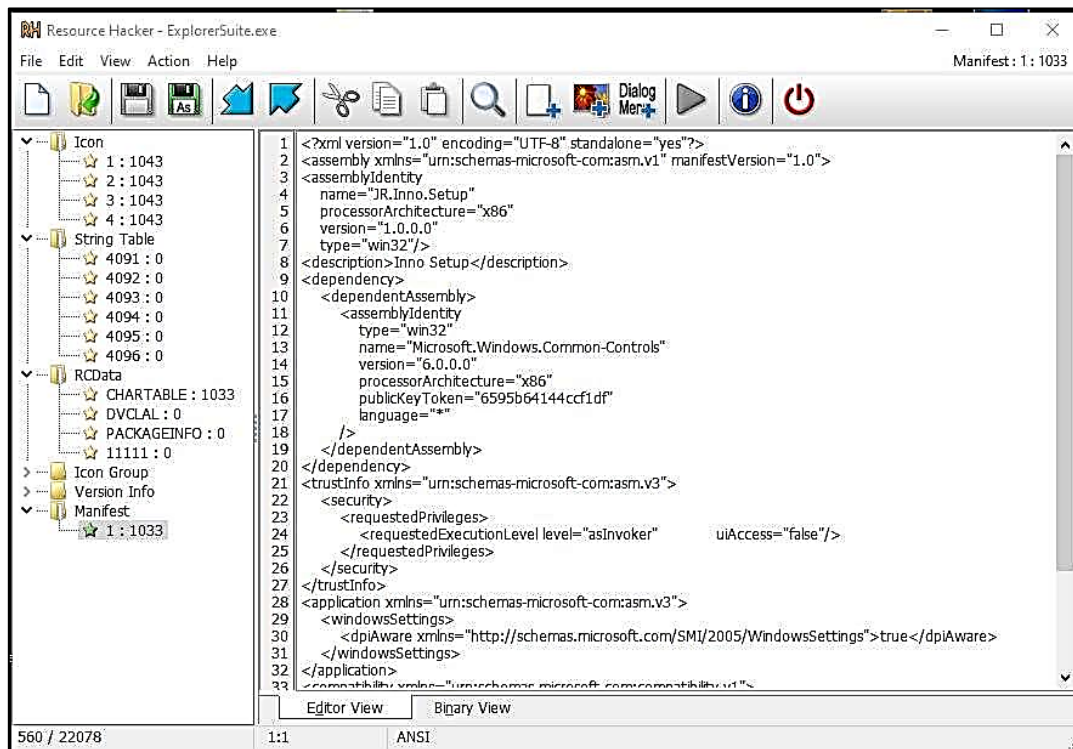 Resource Hacker - ExplorerSuite.exe
File Edit View Action Help
Manifest : 1 : 1033
As
Dialog
Menu
Icon
1 : 1043
2 : 1043
3 : 1043
4 : 1043
String Table
4091 : 0
4092 : 0
4093 : 0
4094 : 0
4095 : 0
4096 : 0
RCData
CHARTABLE : 1033
DVCLAL : 0
PACKAGEINFO : 0
11111 : 0
Icon Group
Version Info
Manifest
1 : 1033
1 <?xml version="1.0" encoding="UTF-8" standalone="yes"?>
2 <assembly xmlns="urn:schemas-microsoft-com:asm.v1" manifestVersion="1.0">
3 <assemblyIdentity
4 name="JR.Inno.Setup"
5 processorArchitecture="x86"
6 version="1.0.0.0"
7 type="win32"/>
8 <description>Inno Setup</description>
9 <dependency>
10 <dependentAssembly>
11 <assemblyIdentity
12 type="win32"
13 name="Microsoft.Windows.Common-Controls"
14 version="6.0.0.0"
15 processorArchitecture="x86"
16 publicKeyToken="6595b64144ccf1df"
17 language="*"
18 />
19 </dependentAssembly>
20 </dependency>
21 <trustInfo xmlns="urn:schemas-microsoft-com:asm.v3">
22 <security>
23 <requestedPrivileges>
24 <requestedExecutionLevel level="asInvoker" uiAccess="false"/>
25 </requestedPrivileges>
26 </security>
27 </trustInfo>
28 <application xmlns="urn:schemas-microsoft-com:asm.v3">
29 <windowsSettings>
30 <dpiAware xmlns="http://schemas.microsoft.com/SMI/2005/WindowsSettings">true</dpiAware>
31 </windowsSettings>
32 </application>
33 <compatibility xmlns="urn:schemas-microsoft-com:compatibility.v1">
Editor View Binary View
560 / 22078 1:1 ANSI